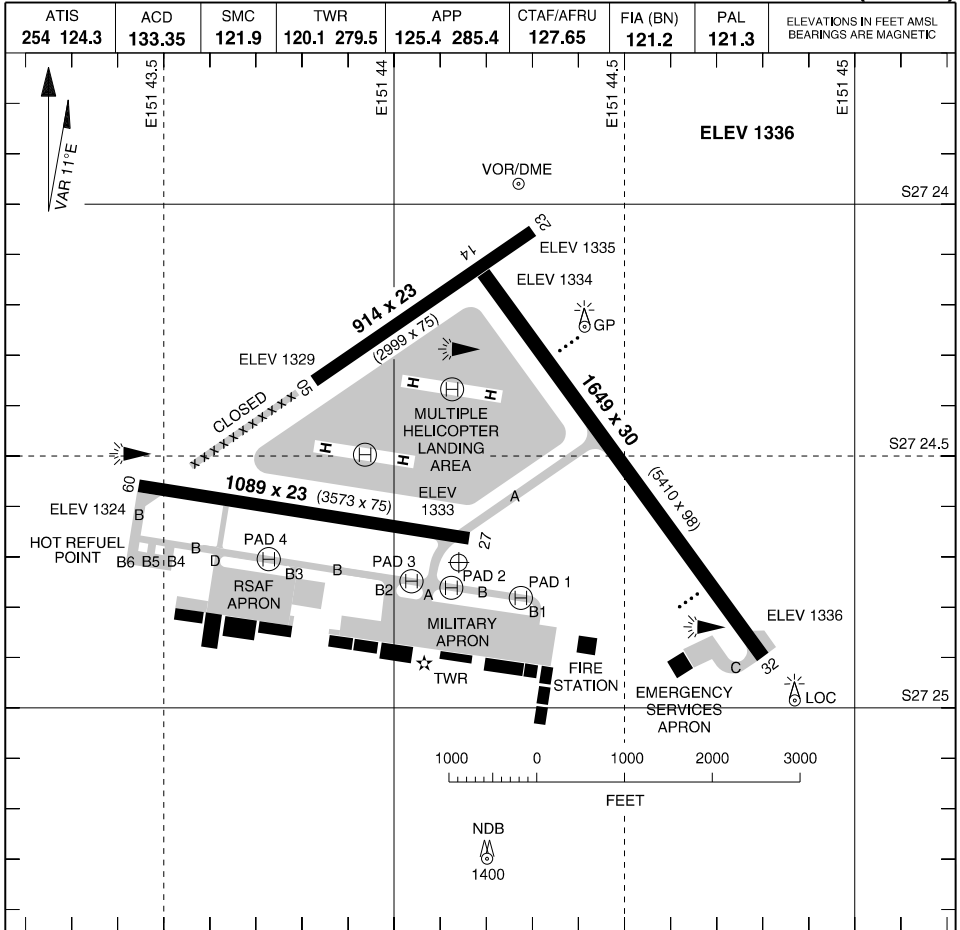 ATIS
254 124.3
ACD
133.35
SMC
121.9
TWR
120.1 279.5
APP
125.4 285.4
CTAF/AFRU
127.65
FIA (BN)
121.2
PAL
121.3
ELEVATIONS IN FEET AMSL
BEARINGS ARE MAGNETIC
E151 43.5
E151 44
E151 44.5
E151 45
VAR 11°E
ELEV 1336
VOR/DME
S27 24
23
14
ELEV 1335
ELEV 1334
914 x 23
(2999 x 75)
GP
ELEV 1329
05
CLOSED
x x x x x x x x x x x
H
H
H
MULTIPLE
HELICOPTER
LANDING
AREA
1649 x 30
(5410 x 98)
S27 24.5
H
H
H
09
1089 x 23 (3573 x 75)
ELEV
1333
A
ELEV 1324
B
27
HOT REFUEL
POINT
B6 B5 B4
B
D
PAD 4
H
B3
B
PAD 3
H
B2
A
PAD 2
H
B
PAD 1
H
B1
RSAF
APRON
MILITARY
APRON
ELEV 1336
32
C
TWR
FIRE
STATION
EMERGENCY
SERVICES
APRON
LOC
S27 25
1000 0 1000 2000 3000
FEET
NDB
1400